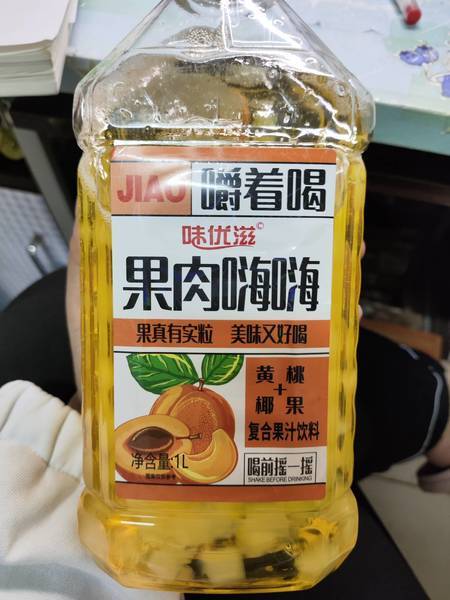 JIAO 嚼着喝
味优滋©
果肉嗨嗨
果真有实粒 美味又好喝
黄桃
+
椰果
复合果汁饮料
净含量:1L
喝前摇一摇
SHAKE BEFORE DRINKING